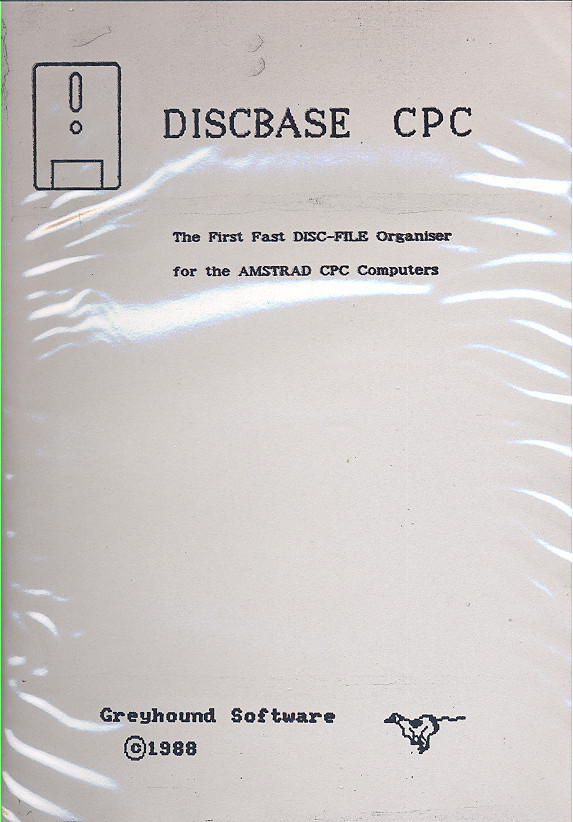 DISCBASE CPC
The First Fast DISC-FILE Organiser
for the AMSTRAD CPC Computers
Greyhound Software
©1988